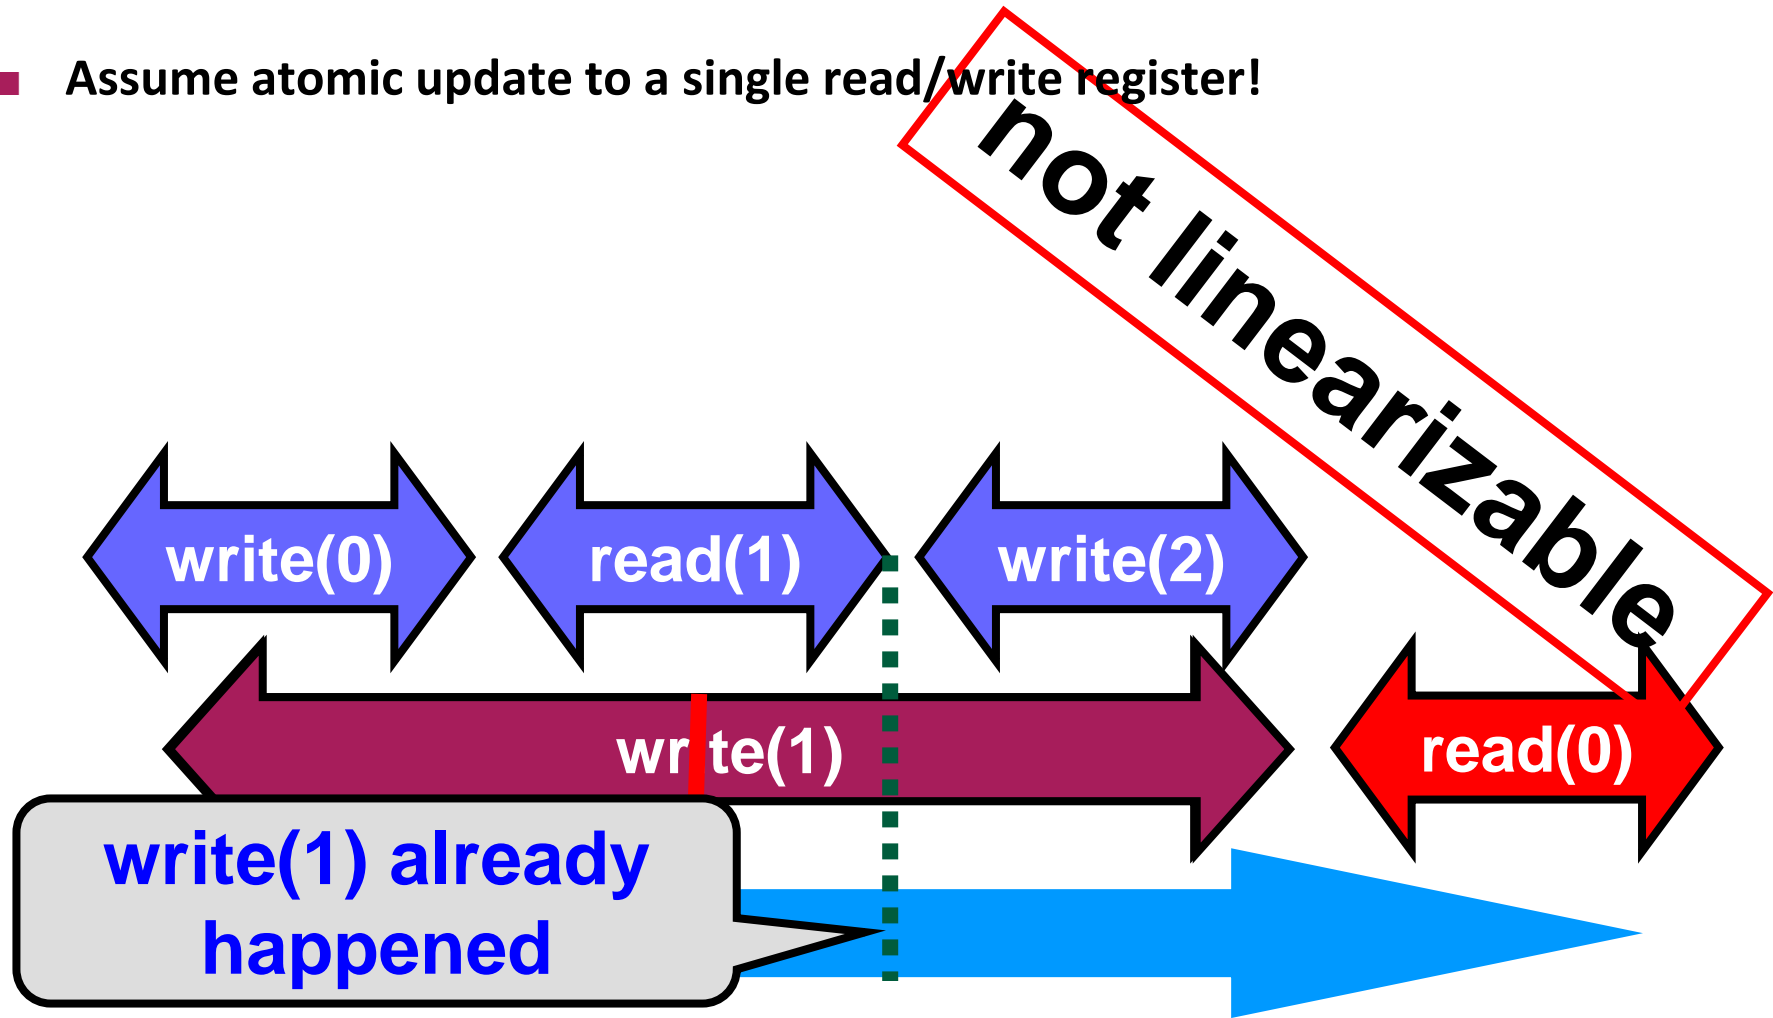 Assume atomic update to a single read/write register!
not linearizable
write(0)
read(1)
write(2)
write(1)
read(0)
write(1) already
happened